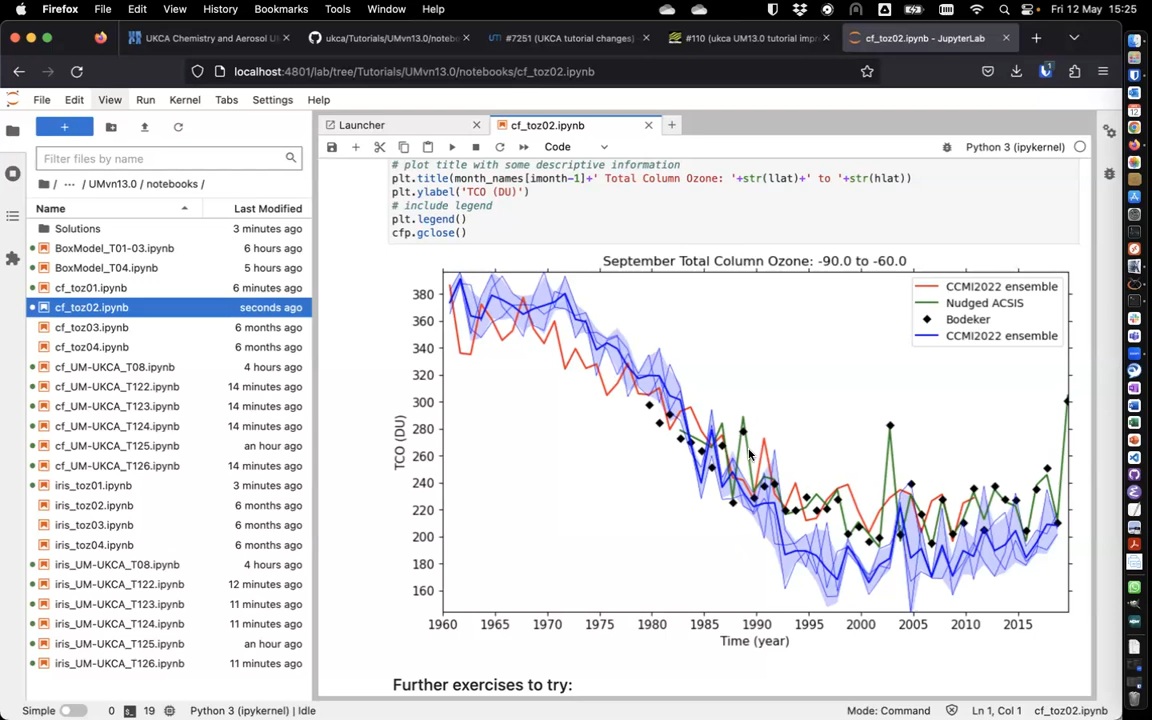 Firefox File Edit View History Bookmarks Tools Window Help Fri 12 May 15:25
UKCA Chemistry and Aerosol U
ukca/Tutorials/UMvn13.0/notebo
#7251 (UKCA tutorial changes)
#110 (ukca UM13.0 tutorial impr
cf_toz02.ipynb - JupyterLab
localhost:4801/lab/tree/Tutorials/UMvn13.0/notebooks/cf_toz02.ipynb
File Edit View Run Kernel Tabs Settings Help
Filter files by name
/ ··· / UMvn13.0 / notebooks /
Name Last Modified
Solutions 3 minutes ago
BoxModel_T01-03.ipynb 6 hours ago
BoxModel_T04.ipynb 5 hours ago
cf_toz01.ipynb 6 minutes ago
cf_toz02.ipynb seconds ago
cf_toz03.ipynb 6 months ago
cf_toz04.ipynb 6 months ago
cf_UM-UKCA_T08.ipynb 4 hours ago
cf_UM-UKCA_T122.ipynb 14 minutes ago
cf_UM-UKCA_T123.ipynb 14 minutes ago
cf_UM-UKCA_T124.ipynb 14 minutes ago
cf_UM-UKCA_T125.ipynb an hour ago
cf_UM-UKCA_T126.ipynb 14 minutes ago
iris_toz01.ipynb 3 minutes ago
iris_toz02.ipynb 6 months ago
iris_toz03.ipynb 6 months ago
iris_toz04.ipynb 6 months ago
iris_UM-UKCA_T08.ipynb 4 hours ago
iris_UM-UKCA_T122.ipynb 12 minutes ago
iris_UM-UKCA_T123.ipynb 11 minutes ago
iris_UM-UKCA_T124.ipynb 11 minutes ago
iris_UM-UKCA_T125.ipynb an hour ago
iris_UM-UKCA_T126.ipynb 11 minutes ago
Launcher
cf_toz02.ipynb
Code
Python 3 (ipykernel)
# plot title with some descriptive information
plt.title(month_names[imonth-1]+' Total Column Ozone: '+str(llat)+' to '+str(hlat))
plt.ylabel('TCO (DU)')
# include legend
plt.legend()
cfp.gclose()
September Total Column Ozone: -90.0 to -60.0
CCMI2022 ensemble
Nudged ACSIS
Bodeker
CCMI2022 ensemble
TCO (DU)
380
360
340
320
300
280
260
240
220
200
180
160
1960 1965 1970 1975 1980 1985 1990 1995 2000 2005 2010 2015
Time (year)
Further exercises to try:
Simple 0 19 Python 3 (ipykernel) | Idle Mode: Command Ln 1, Col 1 cf_toz02.ipynb